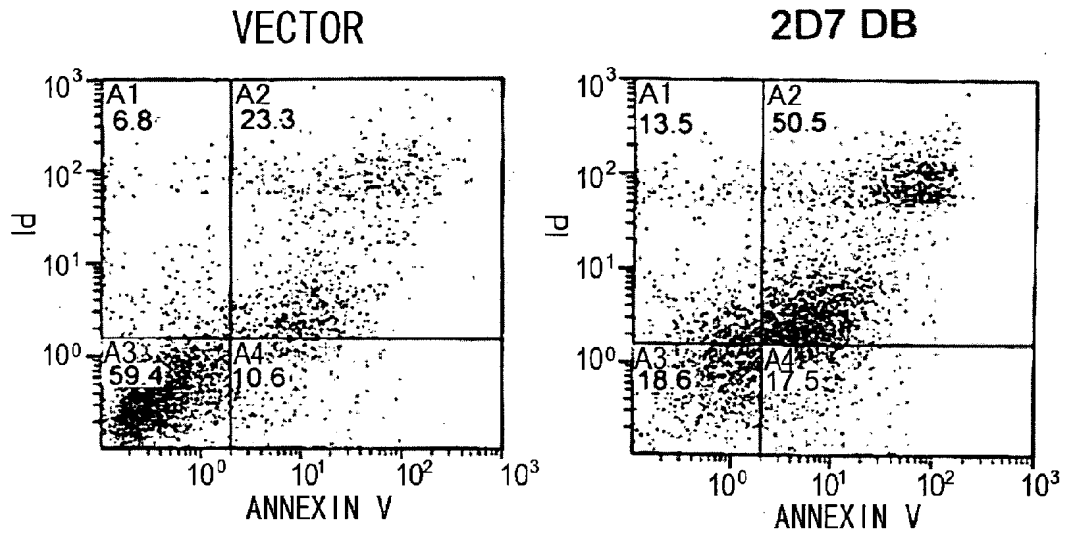 VECTOR
2D7 DB
10³
A1
6.8
A2
23.3
10²
PI
10¹
10⁰
A3
59.4
A4
10.6
10⁰ 10¹ 10² 10³
ANNEXIN V
10³
A1
13.5
A2
50.5
10²
PI
10¹
10⁰
A3
18.6
A4
17.5
10⁰ 10¹ 10² 10³
ANNEXIN V